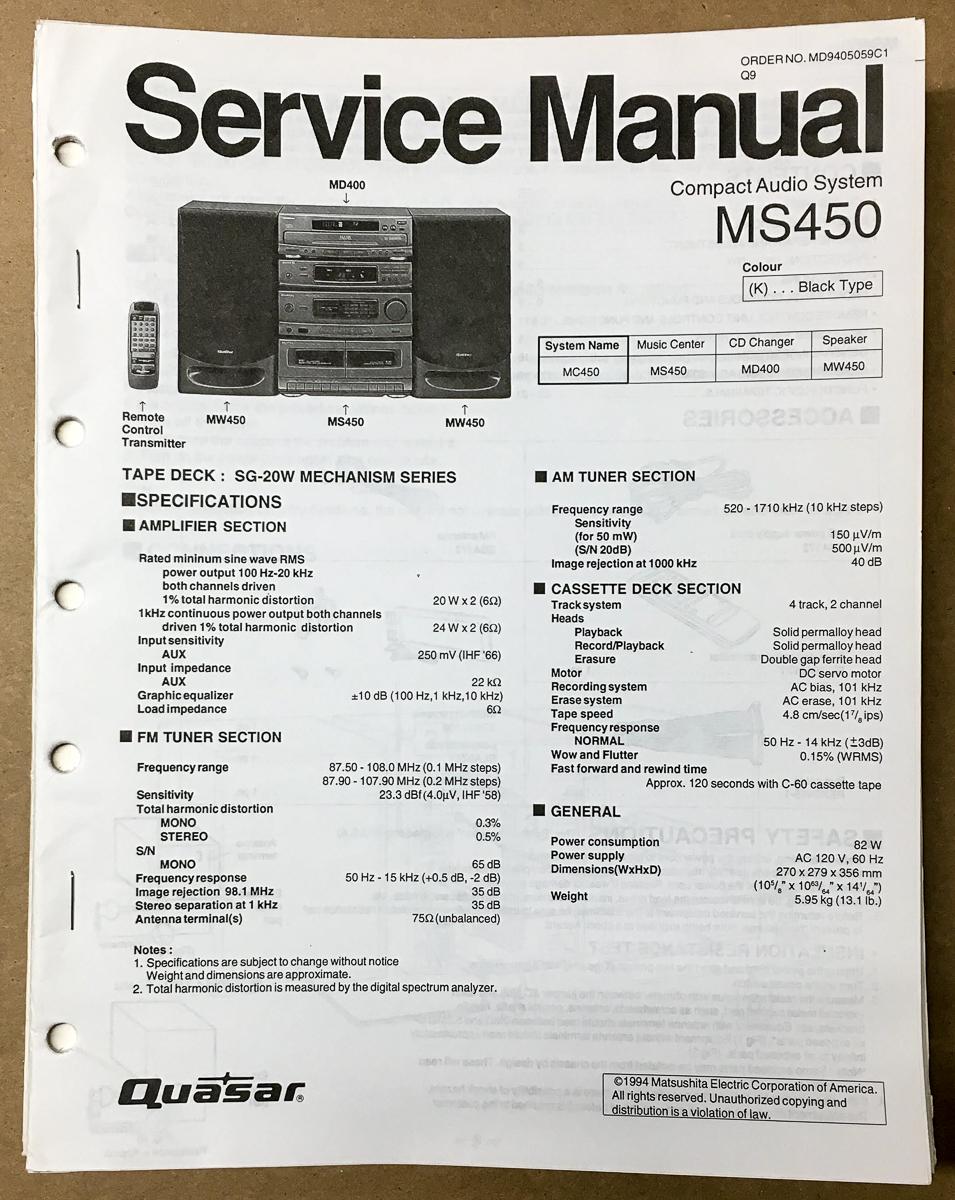 ORDER NO. MD9405059C1
Q9
Service Manual
Compact Audio System
MS450
Colour
(K) . . . Black Type
MD400
↓
System Name Music Center CD Changer Speaker
MC450 MS450 MD400 MW450
↑ ↑ ↑ ↑
Remote
Control
Transmitter
MW450 MS450 MW450
TAPE DECK : SG-20W MECHANISM SERIES
■SPECIFICATIONS
■ AMPLIFIER SECTION
Rated mininum sine wave RMS
power output 100 Hz-20 kHz
both channels driven
1% total harmonic distortion 20 W x 2 (6Ω)
1kHz continuous power output both channels
driven 1% total harmonic distortion 24 W x 2 (6Ω)
Input sensitivity
AUX 250 mV (IHF '66)
Input impedance
AUX 22 kΩ
Graphic equalizer ±10 dB (100 Hz,1 kHz,10 kHz)
Load impedance 6Ω
■ FM TUNER SECTION
Frequency range 87.50 - 108.0 MHz (0.1 MHz steps)
87.90 - 107.90 MHz (0.2 MHz steps)
Sensitivity 23.3 dBf (4.0μV, IHF '58)
Total harmonic distortion
MONO 0.3%
STEREO 0.5%
S/N
MONO 65 dB
Frequency response 50 Hz - 15 kHz (+0.5 dB, -2 dB)
Image rejection 98.1 MHz 35 dB
Stereo separation at 1 kHz 35 dB
Antenna terminal(s) 75Ω (unbalanced)
Notes :
1. Specifications are subject to change without notice
Weight and dimensions are approximate.
2. Total harmonic distortion is measured by the digital spectrum analyzer.
■ AM TUNER SECTION
Frequency range 520 - 1710 kHz (10 kHz steps)
Sensitivity
(for 50 mW) 150 μV/m
(S/N 20dB) 500 μV/m
Image rejection at 1000 kHz 40 dB
■ CASSETTE DECK SECTION
Track system 4 track, 2 channel
Heads
Playback Solid permalloy head
Record/Playback Solid permalloy head
Erasure Double gap ferrite head
Motor DC servo motor
Recording system AC bias, 101 kHz
Erase system AC erase, 101 kHz
Tape speed 4.8 cm/sec(1 7/8 ips)
Frequency response
NORMAL 50 Hz - 14 kHz (±3dB)
Wow and Flutter 0.15% (WRMS)
Fast forward and rewind time
Approx. 120 seconds with C-60 cassette tape
■ GENERAL
Power consumption 82 W
Power supply AC 120 V, 60 Hz
Dimensions(WxHxD) 270 x 279 x 356 mm
(10 5/8" x 10 63/64" x 14 1/64")
Weight 5.95 kg (13.1 lb.)
Quasar®
©1994 Matsushita Electric Corporation of America.
All rights reserved. Unauthorized copying and
distribution is a violation of law.